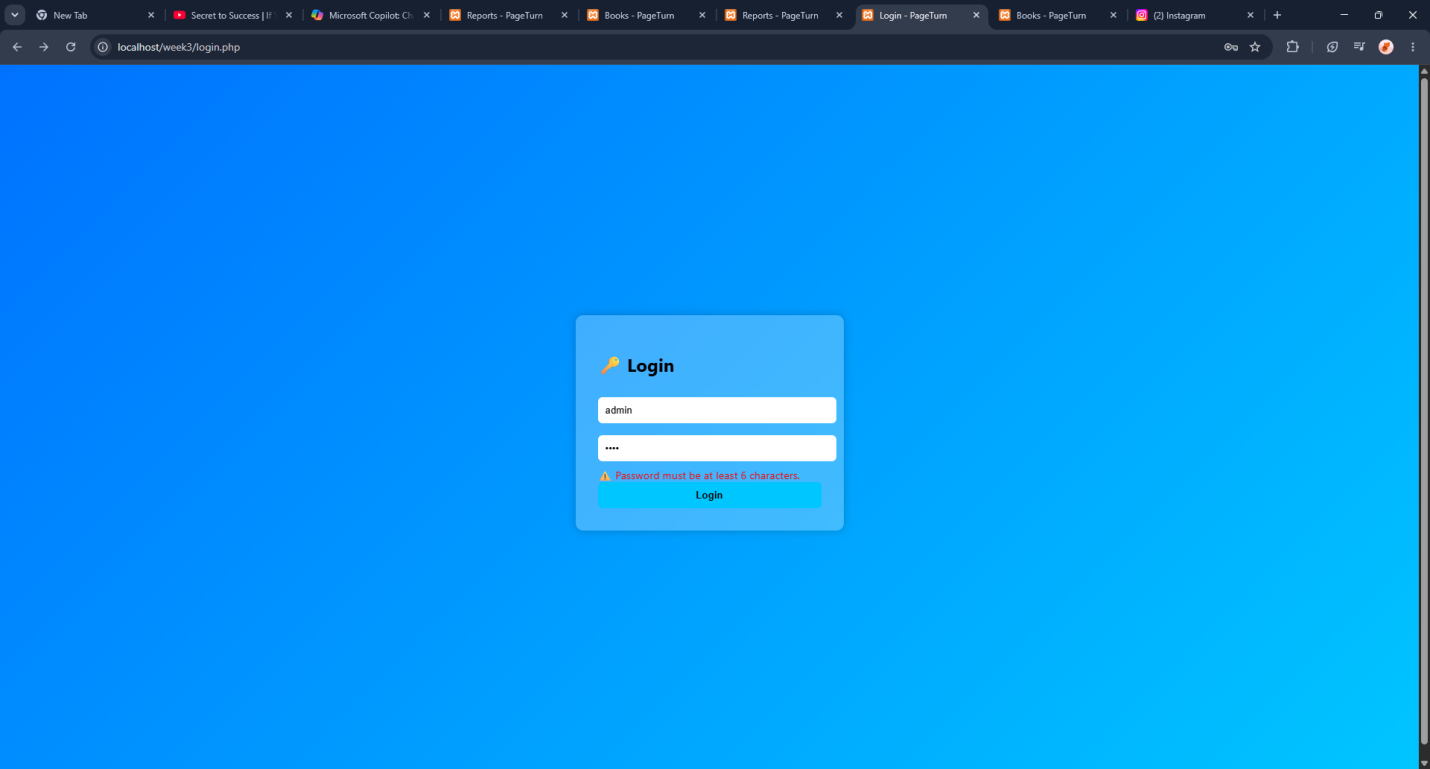 New Tab
Secret to Success | If
Microsoft Copilot: Ch
Reports - PageTurn
Books - PageTurn
Reports - PageTurn
Login - PageTurn
Books - PageTurn
(2) Instagram
localhost/week3/login.php
🔑 Login
admin
••••
⚠️ Password must be at least 6 characters.
Login